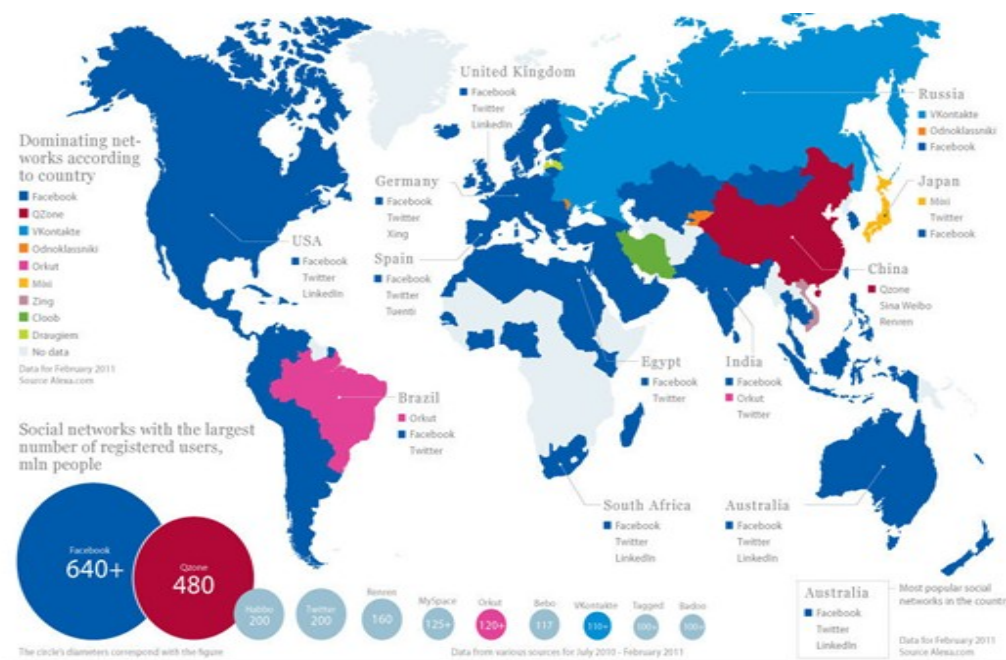 United Kingdom
Facebook
Twitter
LinkedIn
Russia
VKontakte
Odnoklassniki
Facebook
Dominating net-
works according
to country
Facebook
QZone
VKontakte
Odnoklassniki
Orkut
Mixi
Zing
Cloob
Draugiem
No data
Data for February 2011
Source Alexa.com
Germany
Facebook
Twitter
Xing
Japan
Mixi
Twitter
Facebook
USA
Facebook
Twitter
LinkedIn
Spain
Facebook
Twitter
Tuenti
China
Qzone
Sina Weibo
Renren
Egypt
Facebook
Twitter
India
Facebook
Orkut
Twitter
Brazil
Orkut
Facebook
Twitter
Social networks with the largest
number of registered users,
mln people
South Africa
Facebook
Twitter
LinkedIn
Australia
Facebook
Twitter
LinkedIn
Facebook
640+
Qzone
480
Habbo
200
Twitter
200
Renren
160
MySpace
125+
Orkut
120+
Bebo
117
VKontakte
110+
Tagged
100+
Badoo
100+
Australia
Facebook
Twitter
LinkedIn
Most popular social
networks in the countr
The circle's diameters correspond with the figure
Data from various sources for July 2010 - February 2011
Data for February 2011
Source Alexa.com